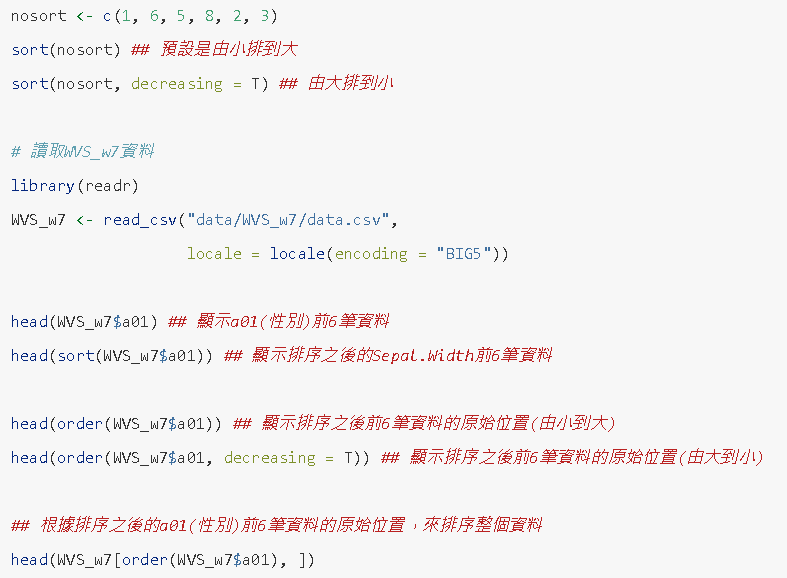 nosort <- c(1, 6, 5, 8, 2, 3)
sort(nosort) ## 預設是由小排到大
sort(nosort, decreasing = T) ## 由大排到小
# 讀取WVS_w7資料
library(readr)
WVS_w7 <- read_csv("data/WVS_w7/data.csv",
locale = locale(encoding = "BIG5"))
head(WVS_w7$a01) ## 顯示a01(性別)前6筆資料
head(sort(WVS_w7$a01)) ## 顯示排序之後的Sepal.Width前6筆資料
head(order(WVS_w7$a01)) ## 顯示排序之後前6筆資料的原始位置(由小到大)
head(order(WVS_w7$a01, decreasing = T)) ## 顯示排序之後前6筆資料的原始位置(由大到小)
## 根據排序之後的a01(性別)前6筆資料的原始位置，來排序整個資料
head(WVS_w7[order(WVS_w7$a01), ])